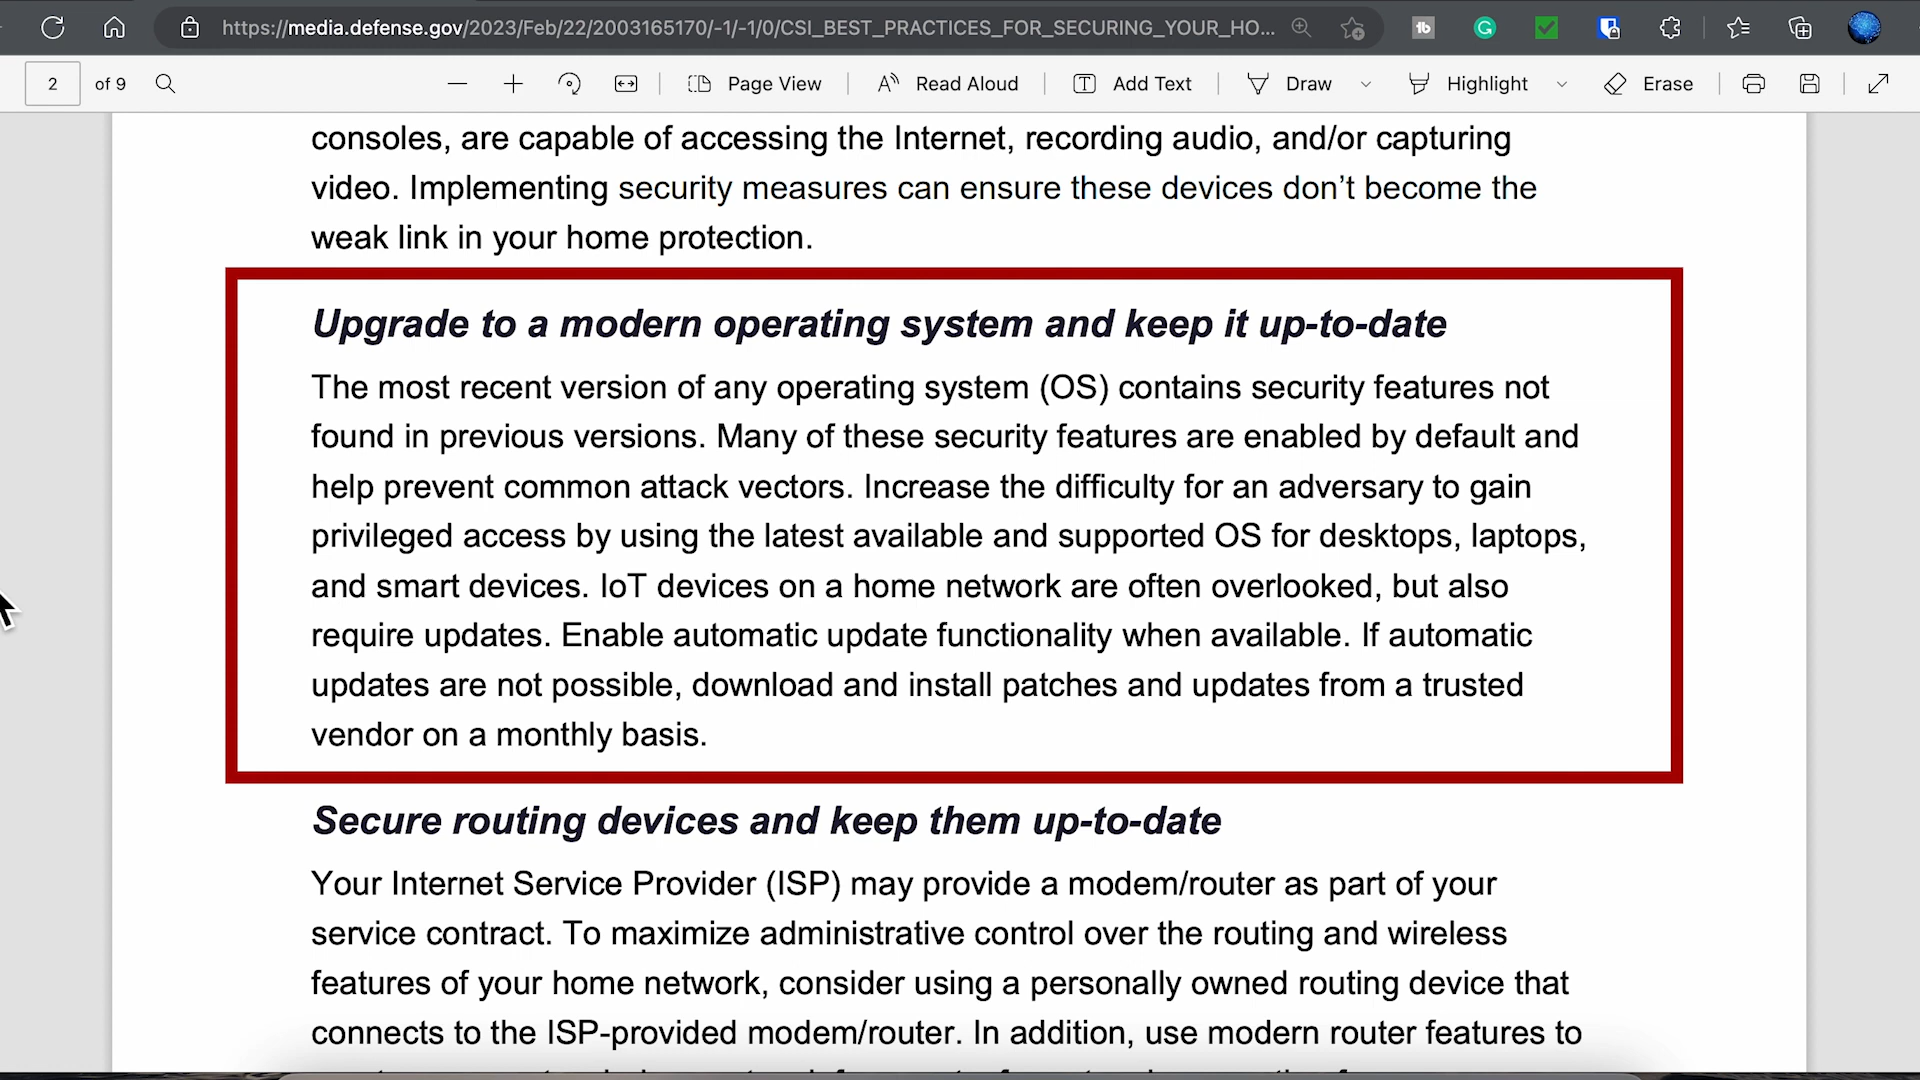 https://media.defense.gov/2023/Feb/22/2003165170/-1/-1/0/CSI_BEST_PRACTICES_FOR_SECURING_YOUR_HO...
2 of 9 Page View Read Aloud Add Text Draw Highlight Erase
consoles, are capable of accessing the Internet, recording audio, and/or capturing
video. Implementing security measures can ensure these devices don’t become the
weak link in your home protection.
Upgrade to a modern operating system and keep it up-to-date
The most recent version of any operating system (OS) contains security features not
found in previous versions. Many of these security features are enabled by default and
help prevent common attack vectors. Increase the difficulty for an adversary to gain
privileged access by using the latest available and supported OS for desktops, laptops,
and smart devices. IoT devices on a home network are often overlooked, but also
require updates. Enable automatic update functionality when available. If automatic
updates are not possible, download and install patches and updates from a trusted
vendor on a monthly basis.
Secure routing devices and keep them up-to-date
Your Internet Service Provider (ISP) may provide a modem/router as part of your
service contract. To maximize administrative control over the routing and wireless
features of your home network, consider using a personally owned routing device that
connects to the ISP-provided modem/router. In addition, use modern router features to